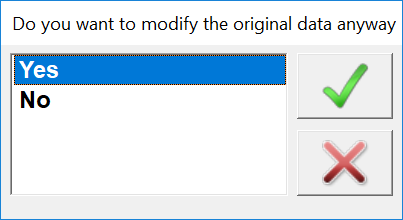 Do you want to modify the original data anyway
Yes
No